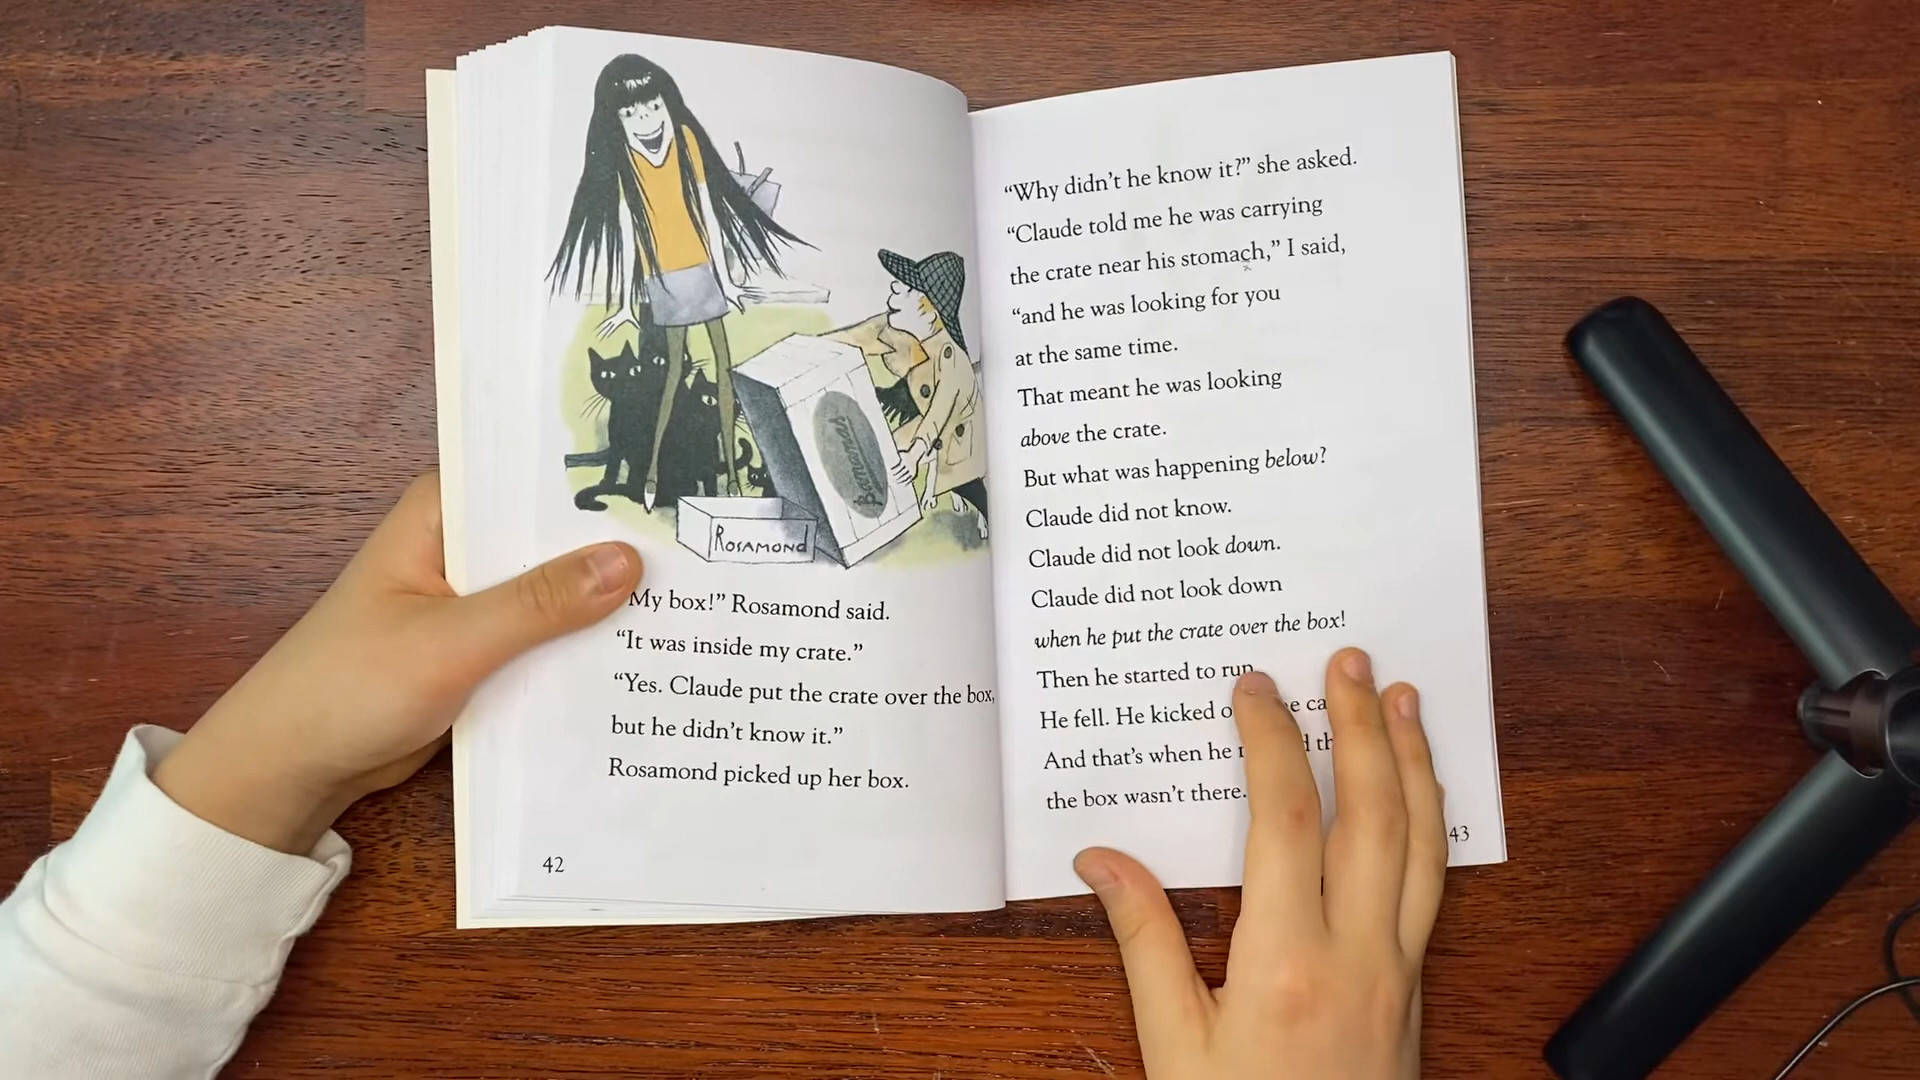 Bananas
ROSAMOND
My box!” Rosamond said.
“It was inside my crate.”
“Yes. Claude put the crate over the box,
but he didn’t know it.”
Rosamond picked up her box.
42
“Why didn’t he know it?” she asked.
“Claude told me he was carrying
the crate near his stomach,” I said,
“and he was looking for you
at the same time.
That meant he was looking
above the crate.
But what was happening below?
Claude did not know.
Claude did not look down.
Claude did not look down
when he put the crate over the box!
Then he started to run
He fell. He kicked
And that’s when he
the box wasn’t there.
43